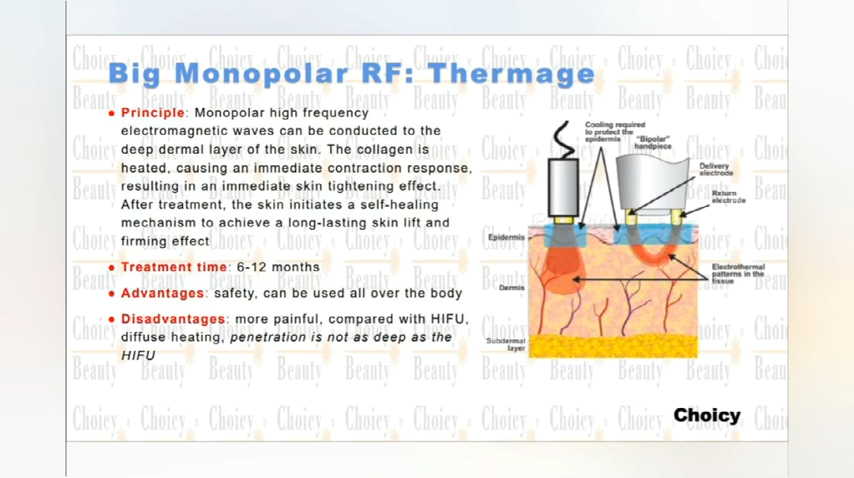 Big Monopolar RF: Thermage
• Principle: Monopolar high frequency
electromagnetic waves can be conducted to the
deep dermal layer of the skin. The collagen is
heated, causing an immediate contraction response,
resulting in an immediate skin tightening effect.
After treatment, the skin initiates a self-healing
mechanism to achieve a long-lasting skin lift and
firming effect
• Treatment time: 6-12 months
• Advantages: safety, can be used all over the body
• Disadvantages: more painful, compared with HIFU,
diffuse heating, penetration is not as deep as the
HIFU
Cooling required
to protect the
epidermis
"Bipolar"
handpiece
Delivery
electrode
Return
electrode
Epidermis
Electrothermal
patterns in the
tissue
Dermis
Subdermal
layer
Choicy
Choicy
Beauty